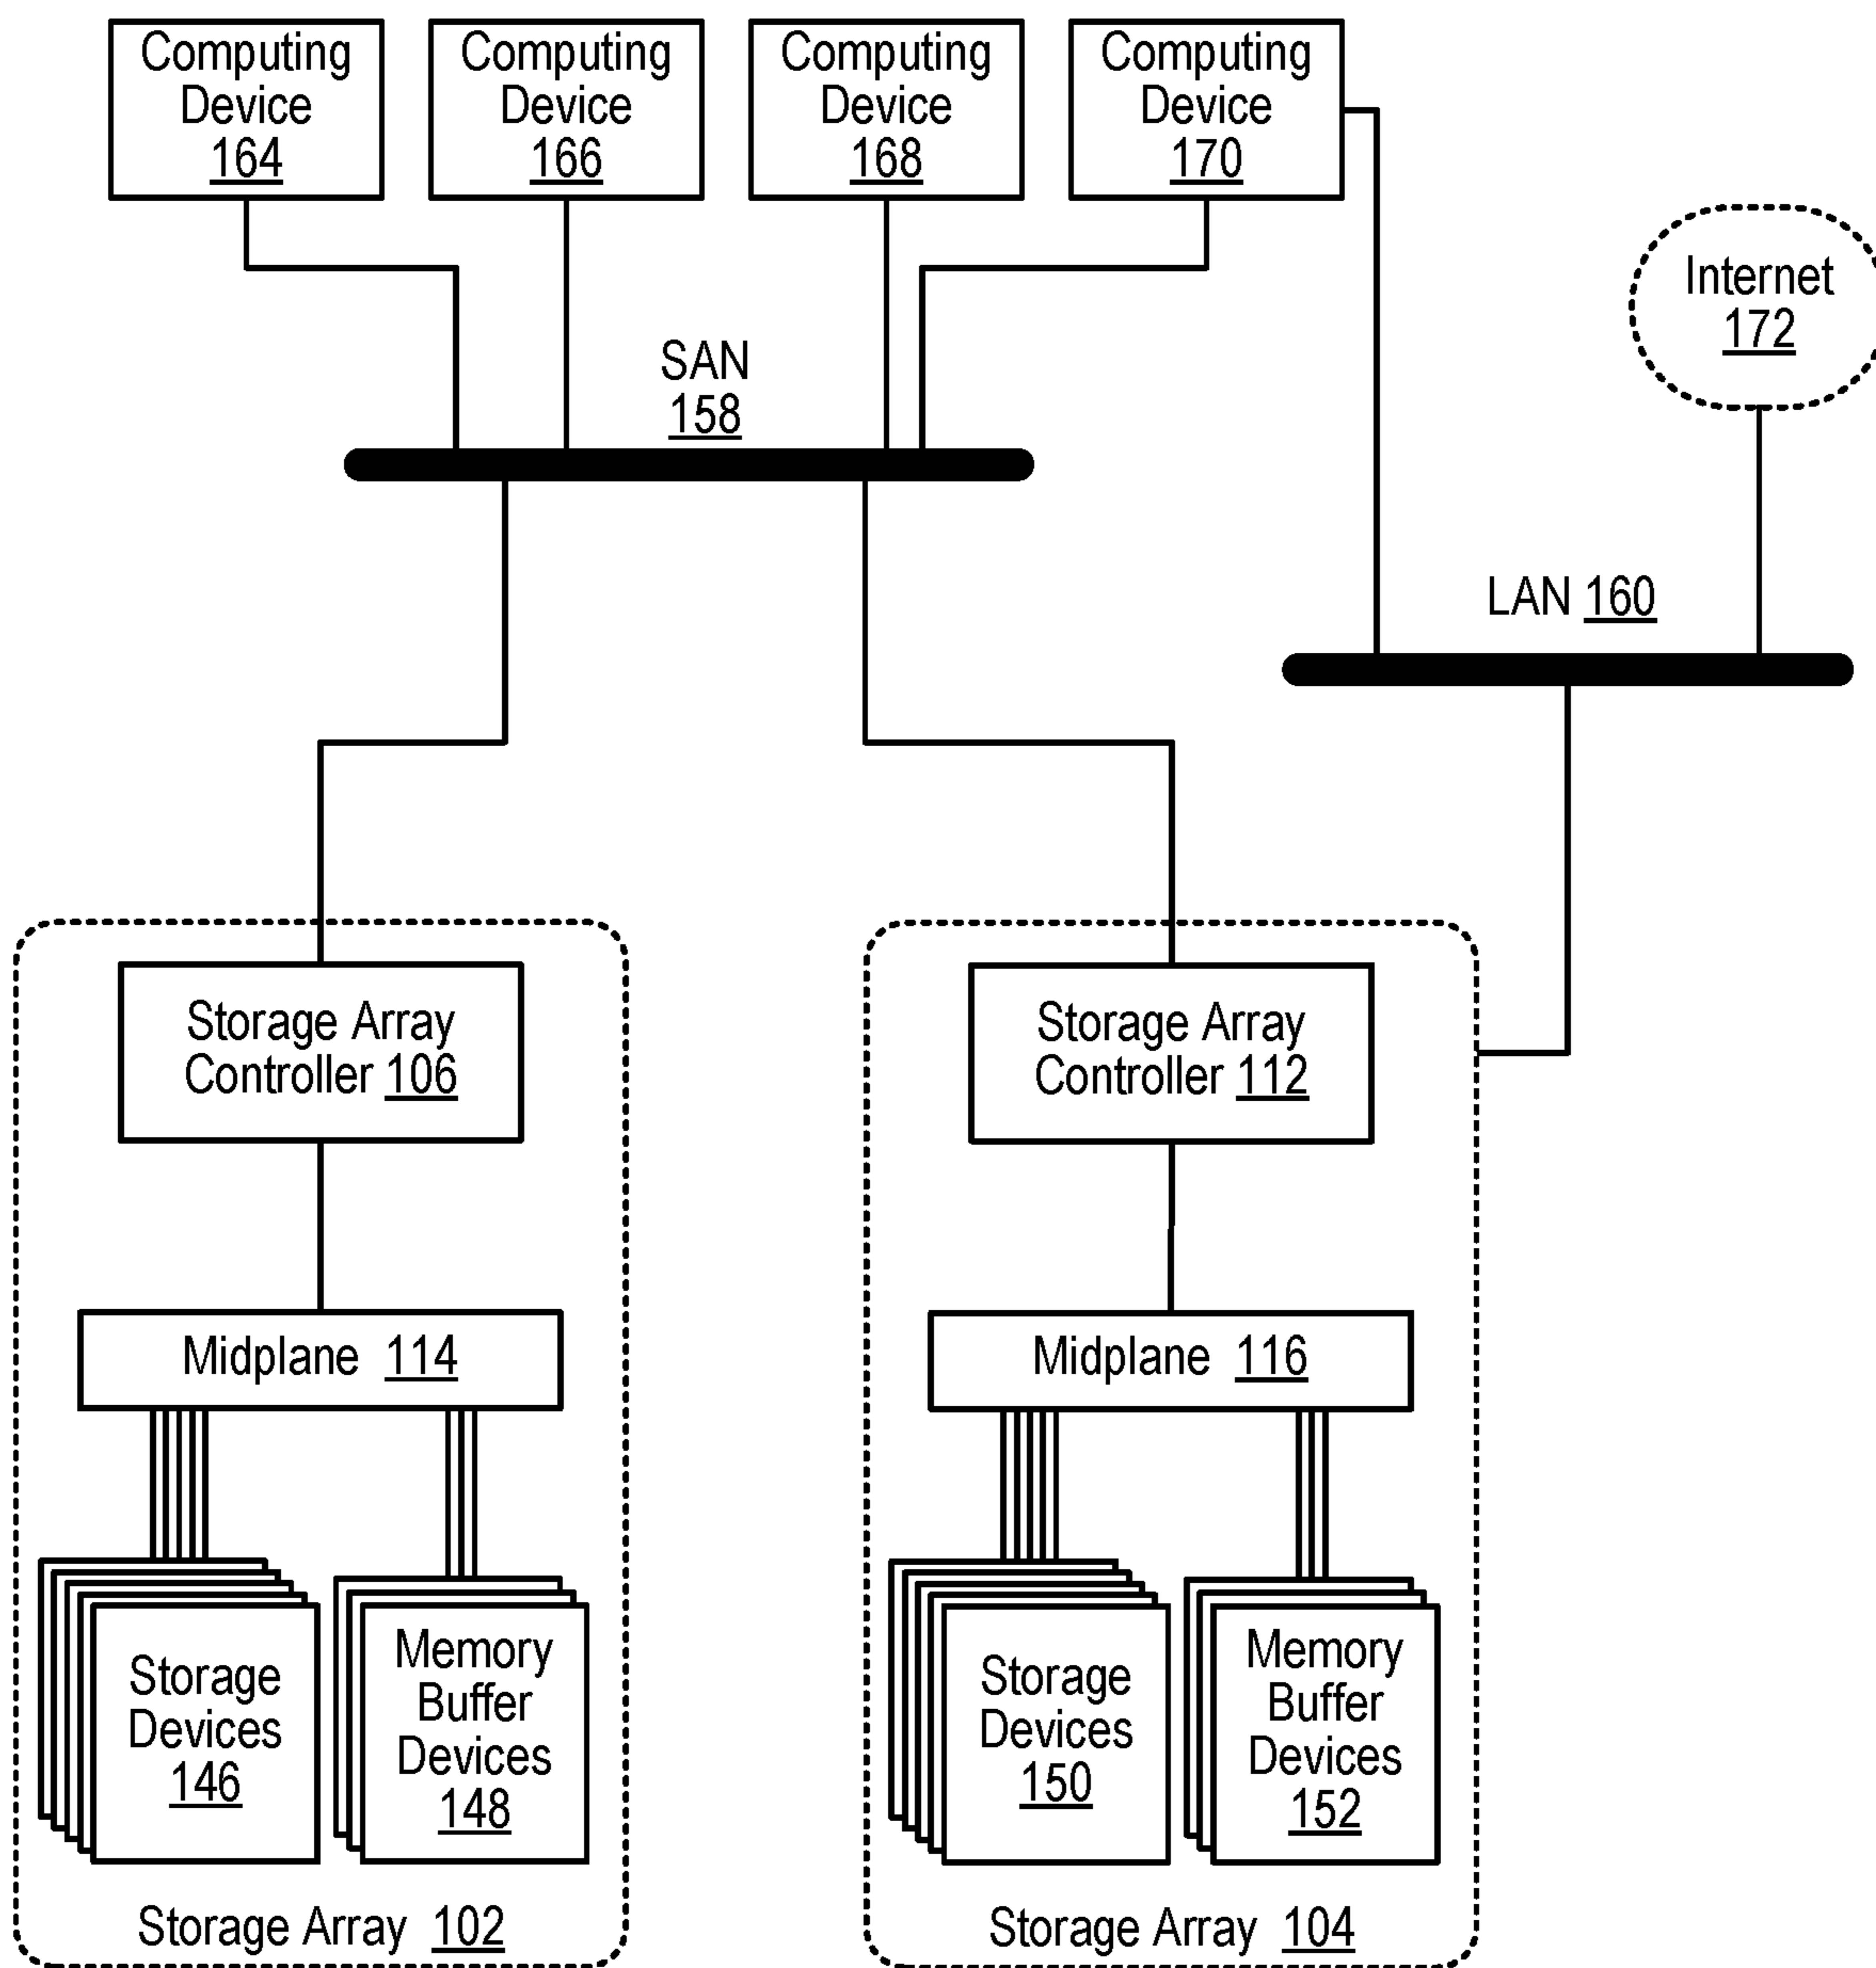 Computing
Device
164
Computing
Device
166
Computing
Device
168
Computing
Device
170
Internet
172
SAN
158
LAN 160
Storage Array
Controller 106
Storage Array
Controller 112
Midplane 114
Midplane 116
Storage
Devices
146
Memory
Buffer
Devices
148
Storage
Devices
150
Memory
Buffer
Devices
152
Storage Array 102
Storage Array 104